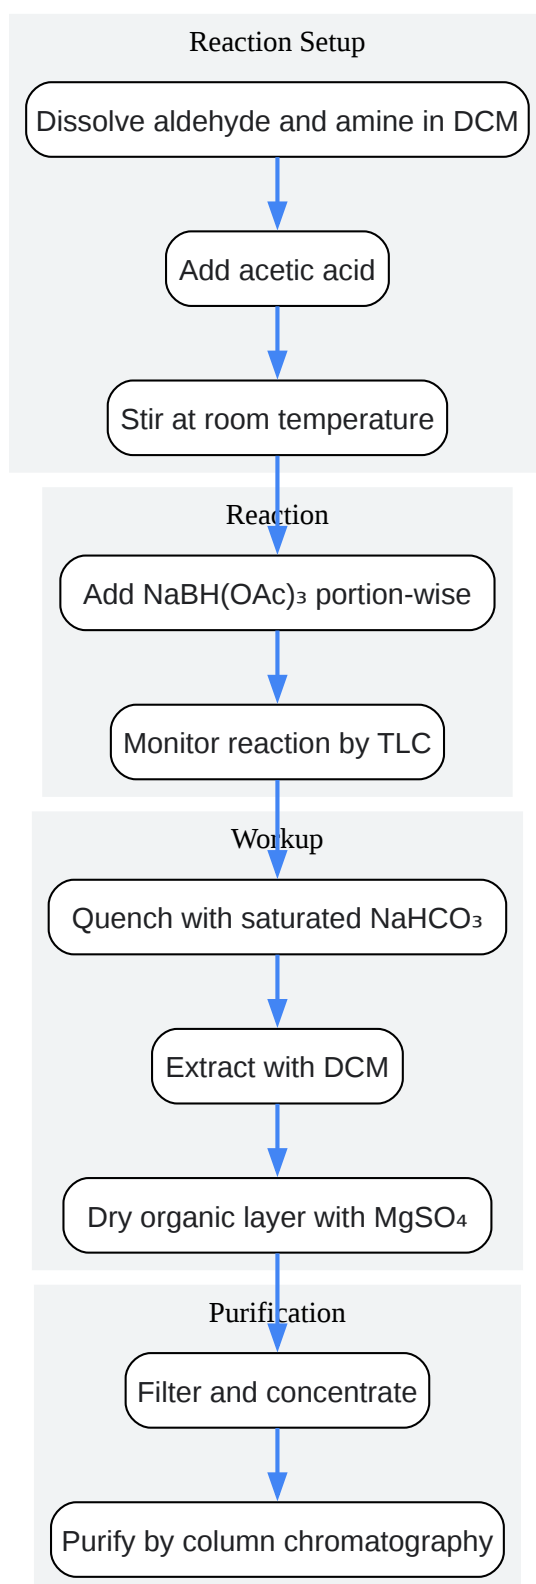 Reaction Setup
Dissolve aldehyde and amine in DCM
Add acetic acid
Stir at room temperature
Reaction
Add NaBH(OAc)₃ portion-wise
Monitor reaction by TLC
Workup
Quench with saturated NaHCO₃
Extract with DCM
Dry organic layer with MgSO₄
Purification
Filter and concentrate
Purify by column chromatography